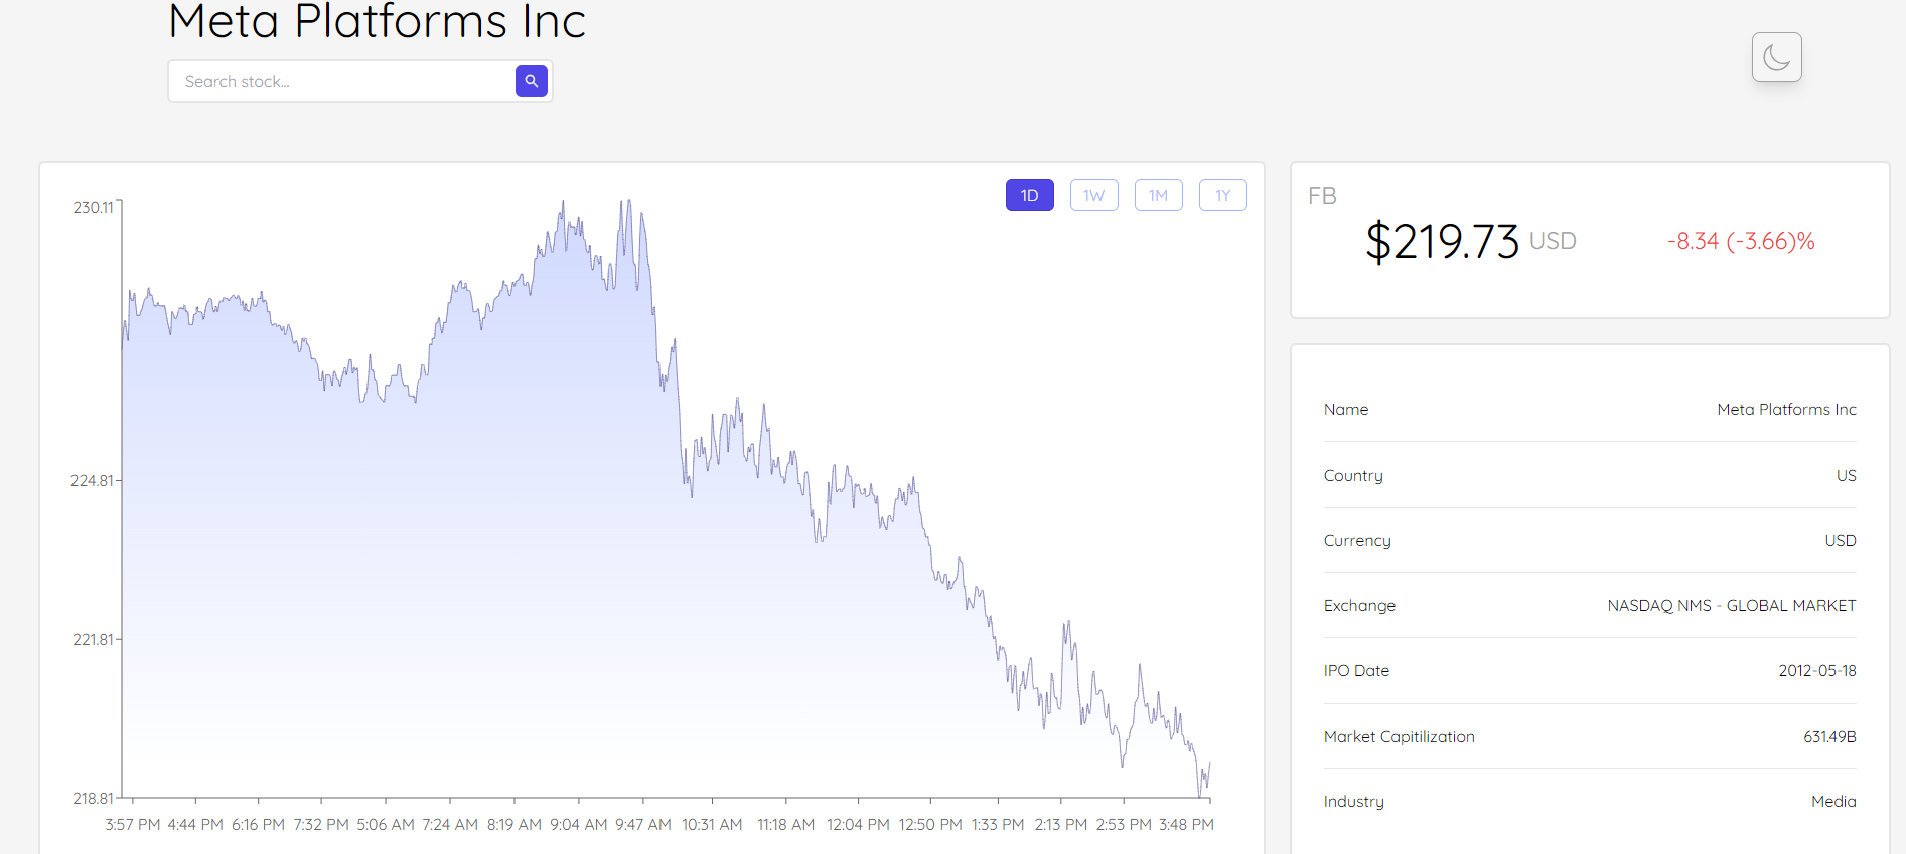 Meta Platforms Inc
Search stock...
1D 1W 1M 1Y
230.11
224.81
221.81
218.81
3:57 PM 4:44 PM 6:16 PM 7:32 PM 5:06 AM 7:24 AM 8:19 AM 9:04 AM 9:47 AM 10:31 AM 11:18 AM 12:04 PM 12:50 PM 1:33 PM 2:13 PM 2:53 PM 3:48 PM
FB
$219.73 USD -8.34 (-3.66)%
Name Meta Platforms Inc
Country US
Currency USD
Exchange NASDAQ NMS - GLOBAL MARKET
IPO Date 2012-05-18
Market Capitilization 631.49B
Industry Media